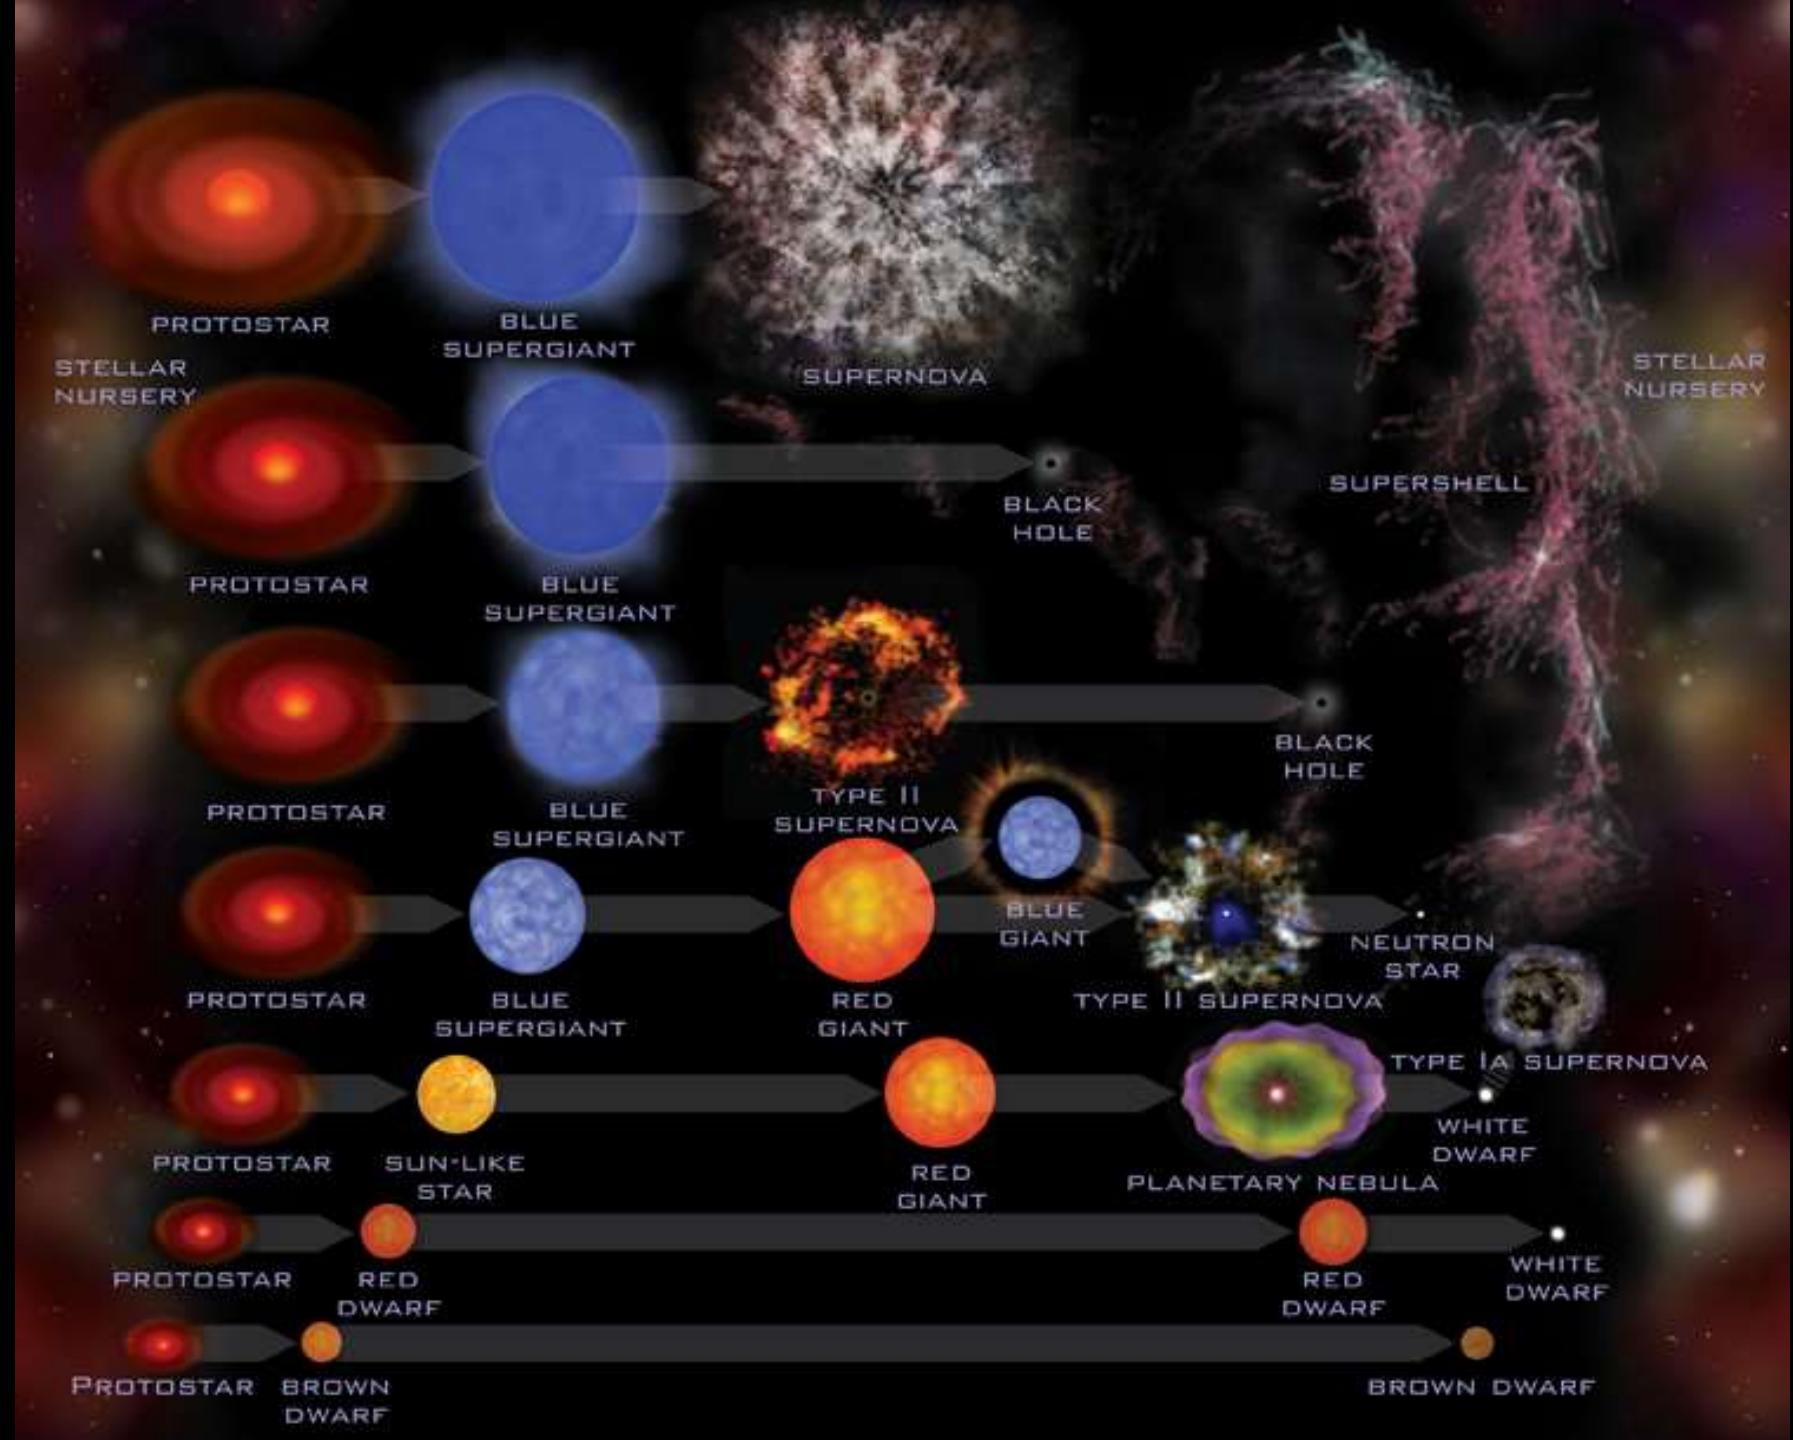 PROTOSTAR
BLUE
SUPERGIANT
SUPERNOVA
STELLAR
NURSERY
STELLAR
NURSERY
PROTOSTAR
BLUE
SUPERGIANT
BLACK
HOLE
SUPERSHELL
PROTOSTAR
BLUE
SUPERGIANT
TYPE II
SUPERNOVA
BLACK
HOLE
PROTOSTAR
BLUE
SUPERGIANT
RED
GIANT
BLUE
GIANT
TYPE II SUPERNOVA
NEUTRON
STAR
TYPE IA SUPERNOVA
PROTOSTAR
SUN-LIKE
STAR
RED
GIANT
PLANETARY NEBULA
WHITE
DWARF
PROTOSTAR
RED
DWARF
RED
DWARF
WHITE
DWARF
PROTOSTAR
BROWN
DWARF
BROWN DWARF